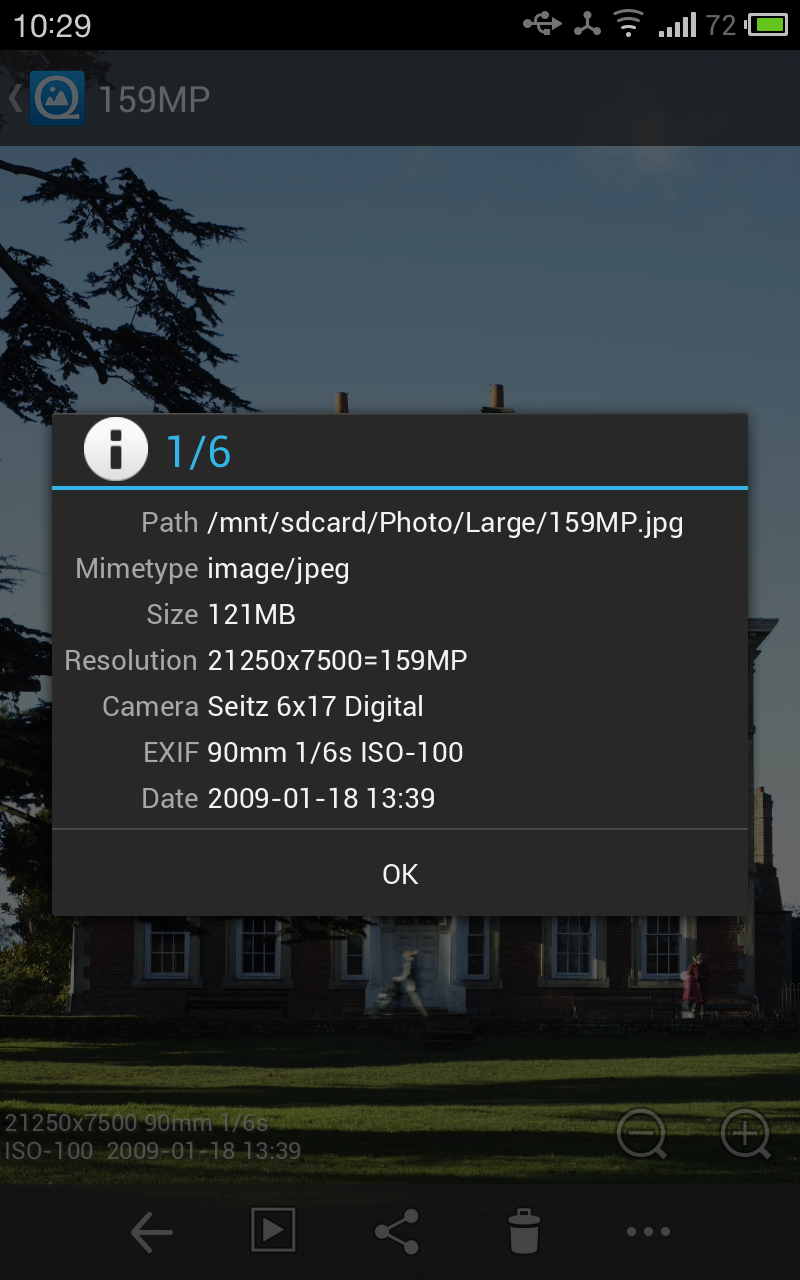 10:29
72
159MP
1/6
Path /mnt/sdcard/Photo/Large/159MP.jpg
Mimetype image/jpeg
Size 121MB
Resolution 21250x7500=159MP
Camera Seitz 6x17 Digital
EXIF 90mm 1/6s ISO-100
Date 2009-01-18 13:39
OK
21250x7500 90mm 1/6s
ISO-100 2009-01-18 13:39